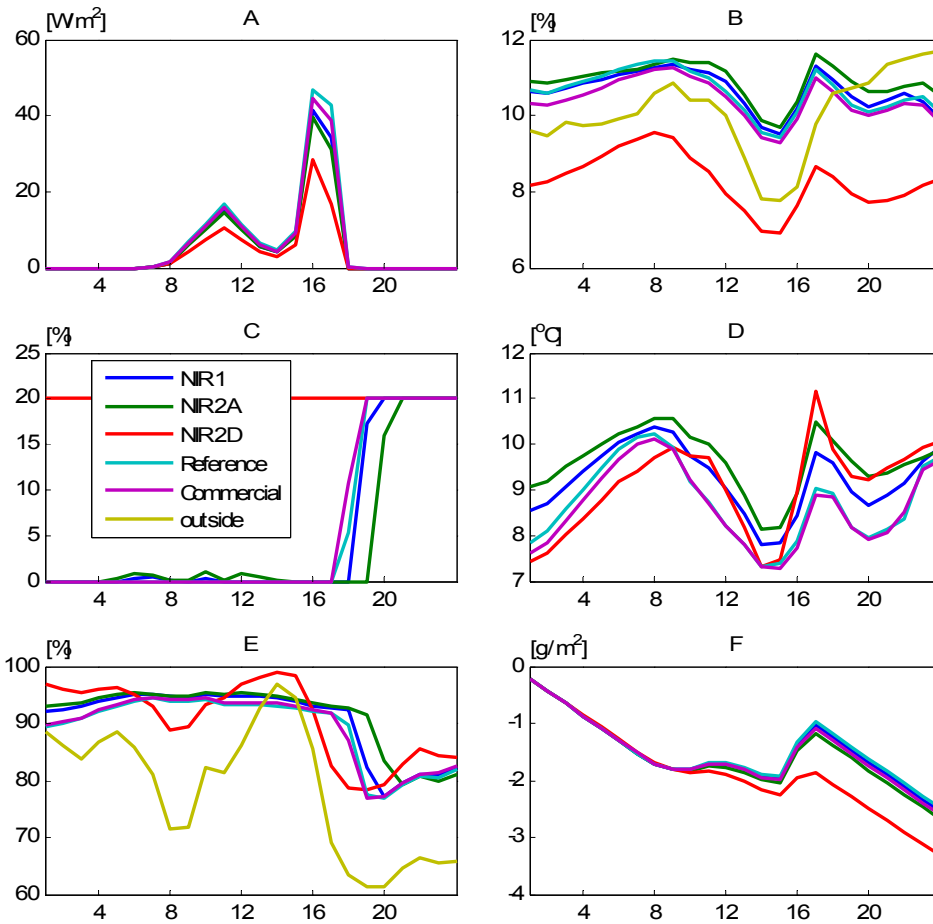 [W/m²] A
60
40
20
0
4 8 12 16 20
[%] B
12
10
8
6
4 8 12 16 20
[%] C
25
20
15
10
5
0
NIR1
NIR2A
NIR2D
Reference
Commercial
outside
4 8 12 16 20
[°C] D
12
11
10
9
8
7
4 8 12 16 20
[%] E
100
90
80
70
60
4 8 12 16 20
[g/m²] F
-0
-1
-2
-3
-4
4 8 12 16 20